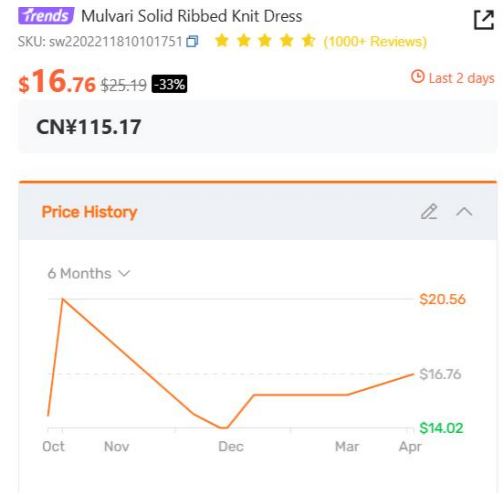 Trends Mulvari Solid Ribbed Knit Dress
SKU: sw2202211810101751 (1000+ Reviews)
$16.76 $25.19 -33% Last 2 days
CN¥115.17
Price History
6 Months
$20.56
$16.76
$14.02
Oct Nov Dec Mar Apr